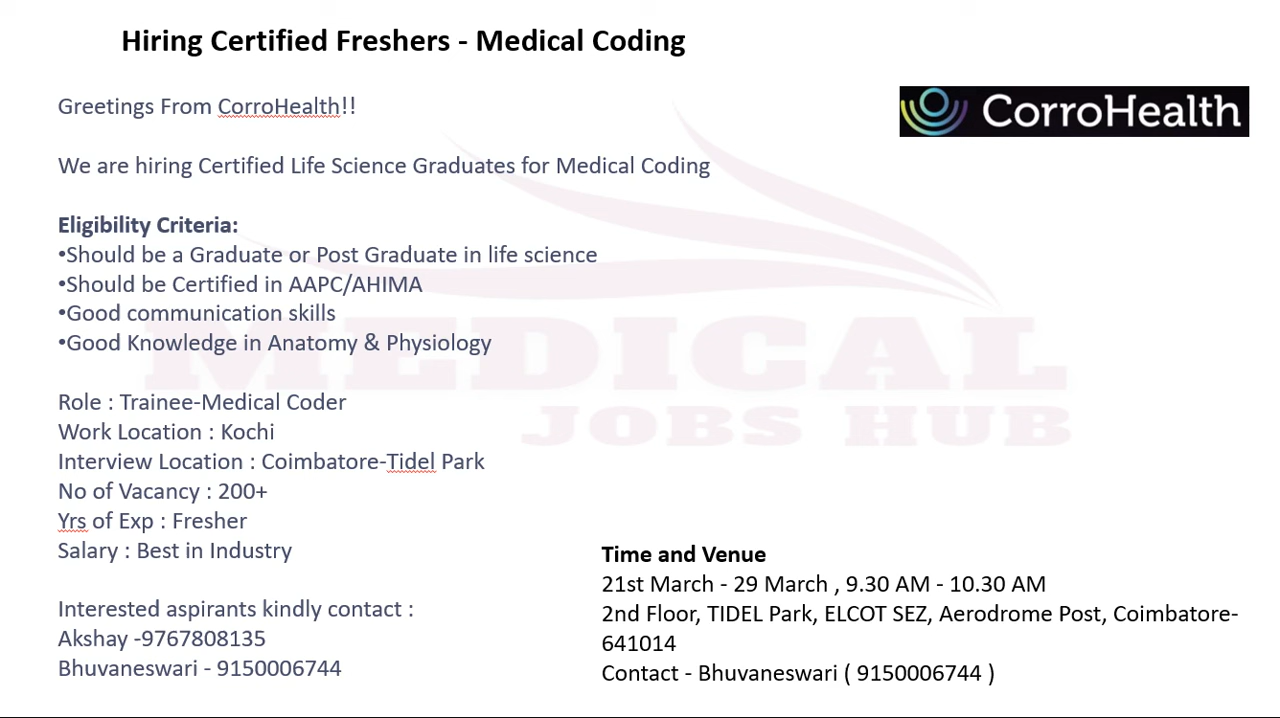 Hiring Certified Freshers - Medical Coding
Greetings From CorroHealth!!
CorroHealth
We are hiring Certified Life Science Graduates for Medical Coding
Eligibility Criteria:
•Should be a Graduate or Post Graduate in life science
•Should be Certified in AAPC/AHIMA
•Good communication skills
•Good Knowledge in Anatomy & Physiology
MEDICAL
JOBS HUB
Role : Trainee-Medical Coder
Work Location : Kochi
Interview Location : Coimbatore-Tidel Park
No of Vacancy : 200+
Yrs of Exp : Fresher
Salary : Best in Industry
Interested aspirants kindly contact :
Akshay -9767808135
Bhuvaneswari - 9150006744
Time and Venue
21st March - 29 March , 9.30 AM - 10.30 AM
2nd Floor, TIDEL Park, ELCOT SEZ, Aerodrome Post, Coimbatore-
641014
Contact - Bhuvaneswari ( 9150006744 )